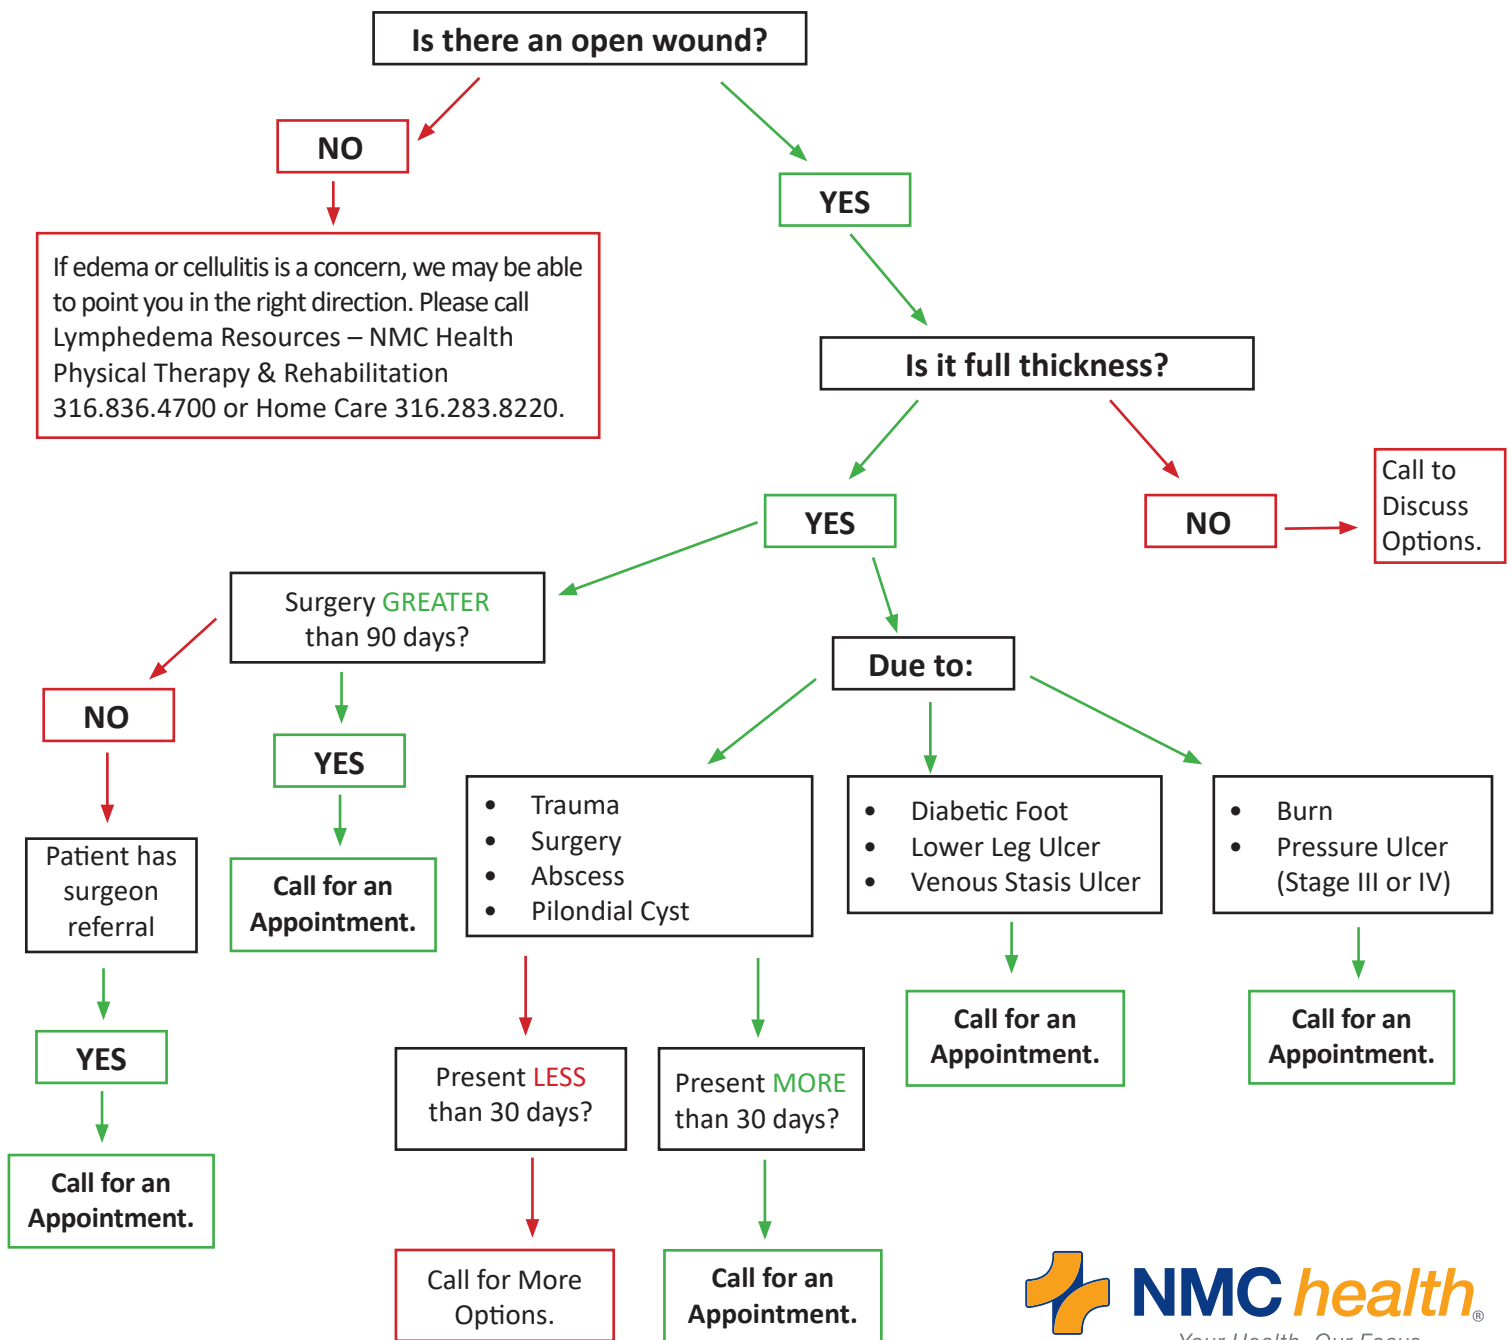 Is there an open wound?
NO
YES
If edema or cellulitis is a concern, we may be able
to point you in the right direction. Please call
Lymphedema Resources – NMC Health
Physical Therapy & Rehabilitation
316.836.4700 or Home Care 316.283.8220.
Is it full thickness?
YES
NO
Call to
Discuss
Options.
Surgery GREATER
than 90 days?
Due to:
NO
YES
Patient has
surgeon
referral
Call for an
Appointment.
• Trauma
• Surgery
• Abscess
• Pilondial Cyst
• Diabetic Foot
• Lower Leg Ulcer
• Venous Stasis Ulcer
• Burn
• Pressure Ulcer
(Stage III or IV)
YES
Call for an
Appointment.
Present LESS
than 30 days?
Present MORE
than 30 days?
Call for an
Appointment.
Call for an
Appointment.
Call for More
Options.
Call for an
Appointment.
NMC health®
Your Health. Our Focus.